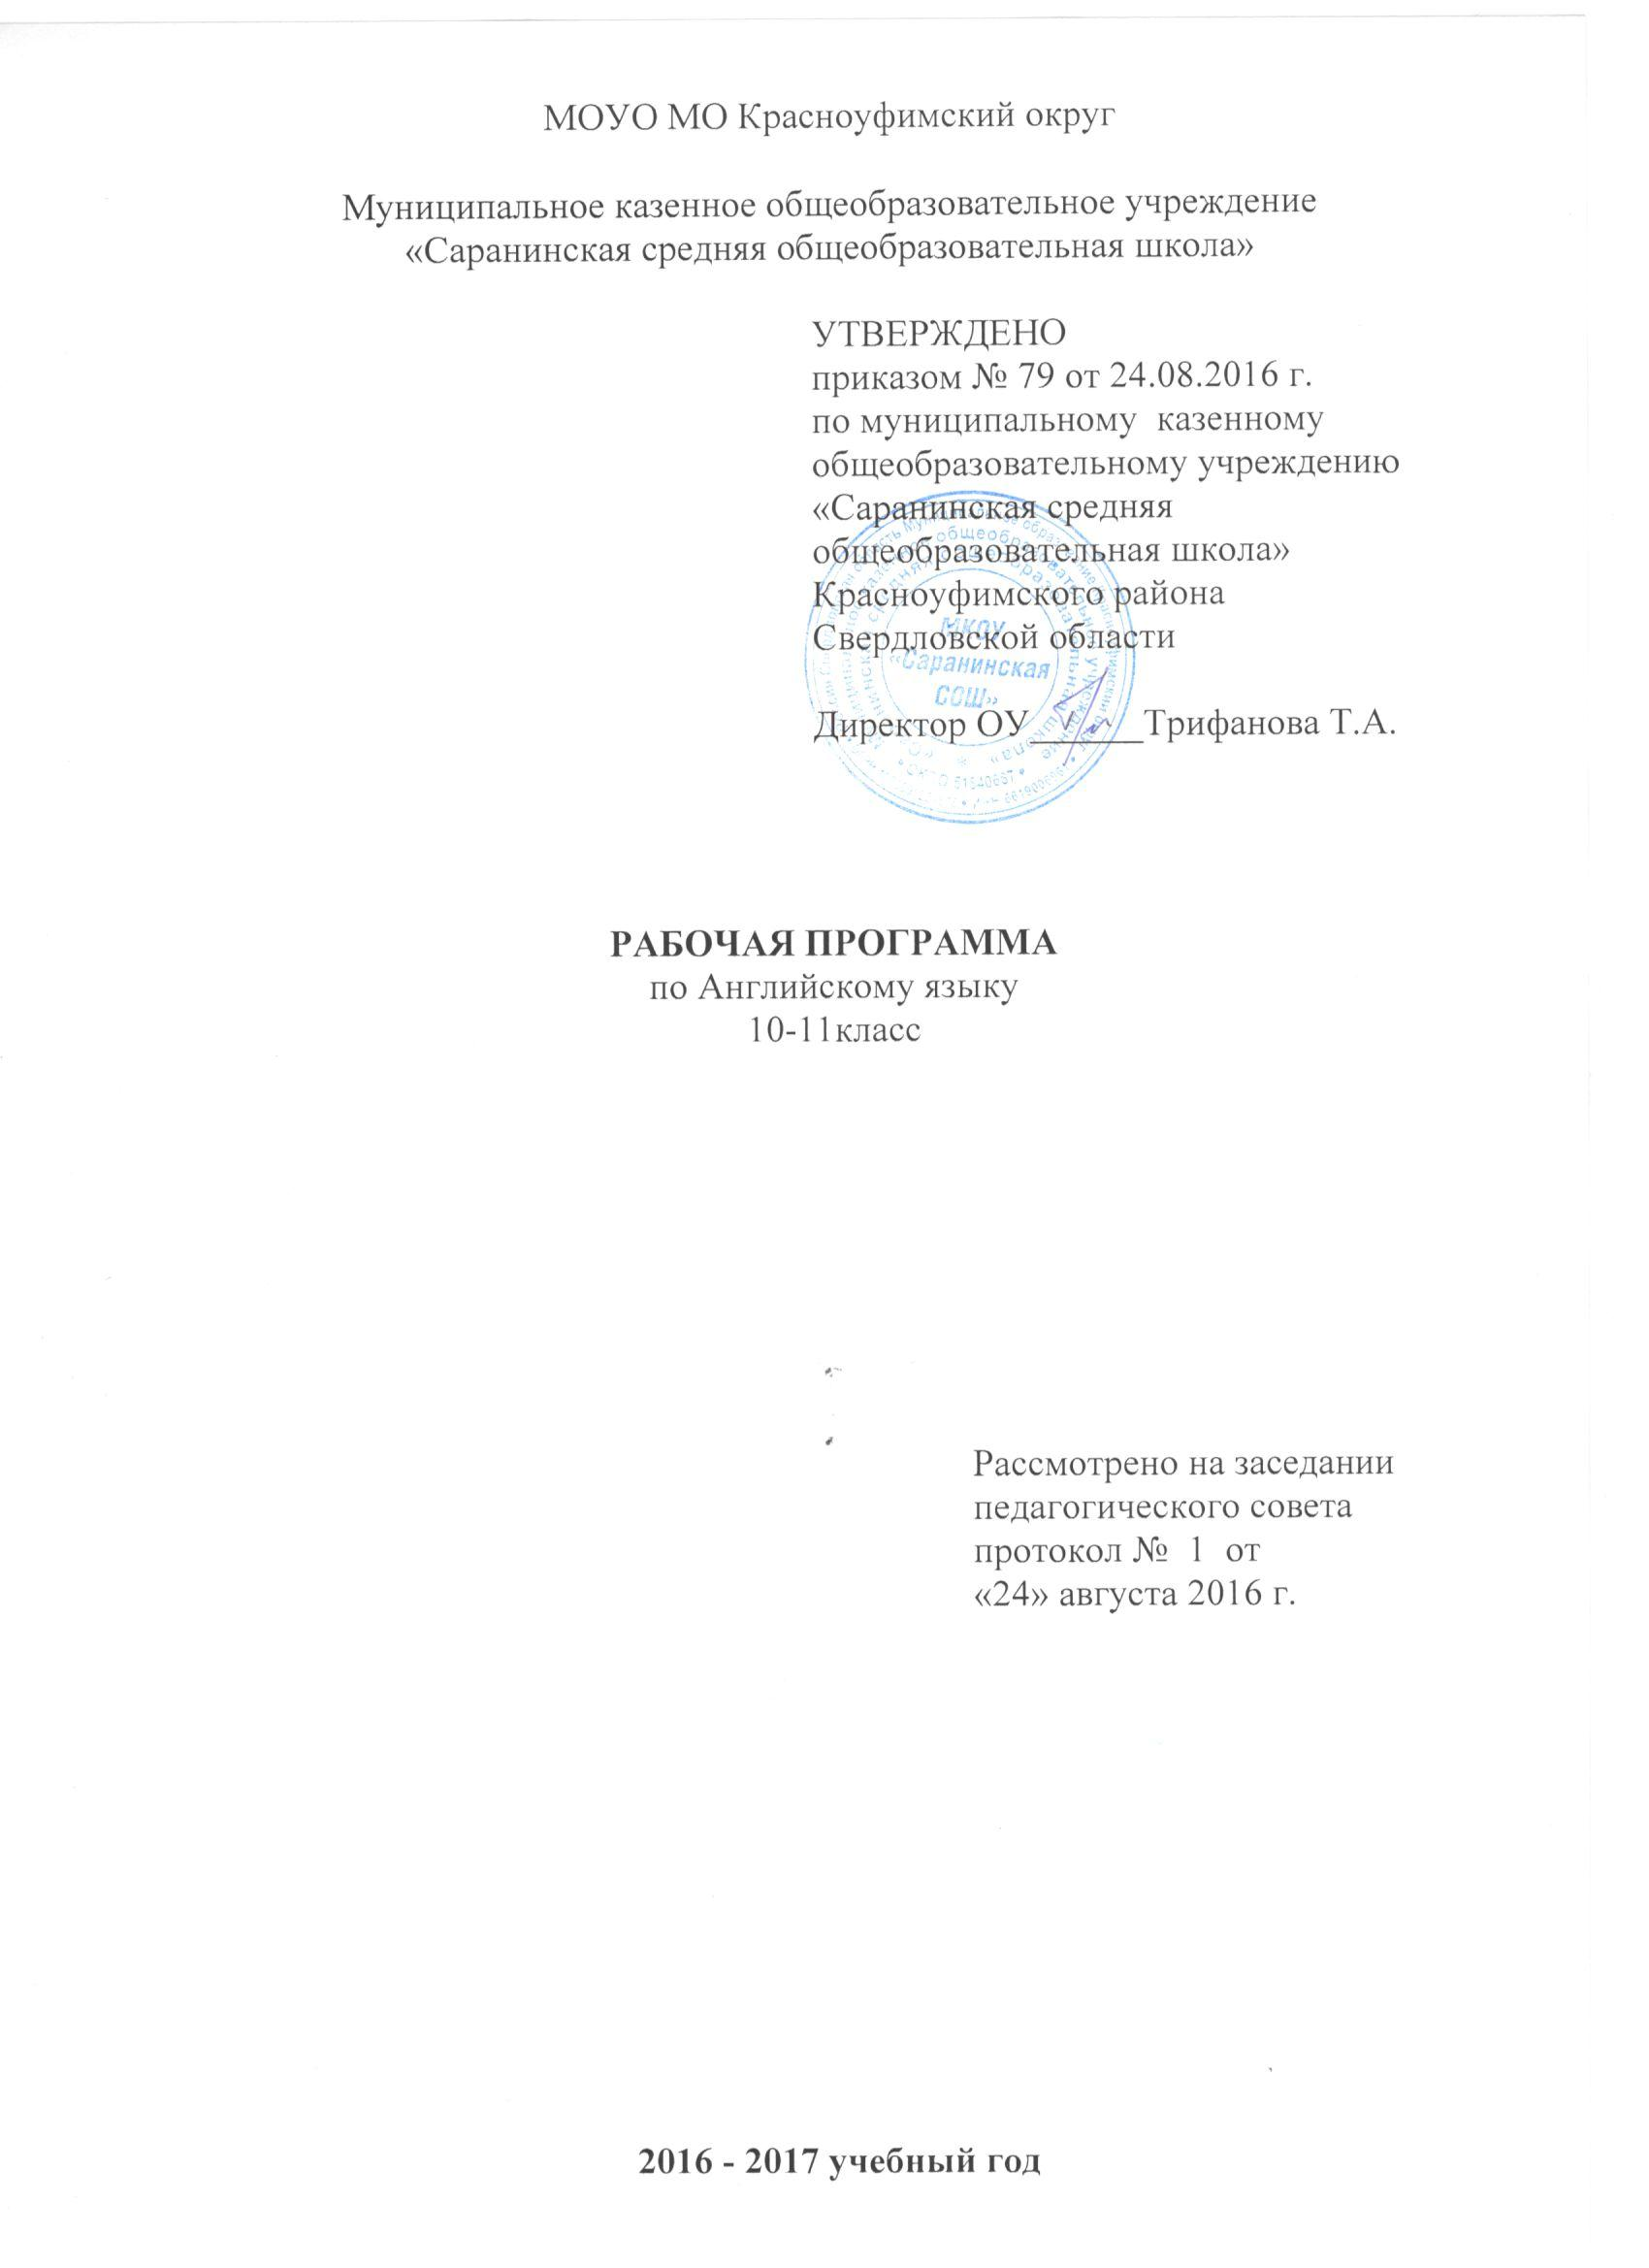 МОУО МО Красноуфимский округ
Муниципальное казенное общеобразовательное учреждение
«Саранинская средняя общеобразовательная школа»
УТВЕРЖДЕНО
приказом № 79 от 24.08.2016 г.
по муниципальному казенному
общеобразовательному учреждению
«Саранинская средняя
общеобразовательная школа»
Красноуфимского района
Свердловской области
МКОУ
«Саранинская
СОШ»
Директор ОУ______Трифанова Т.А.
РАБОЧАЯ ПРОГРАММА
по Английскому языку
10-11класс
Рассмотрено на заседании
педагогического совета
протокол № 1 от
«24» августа 2016 г.
2016 - 2017 учебный год